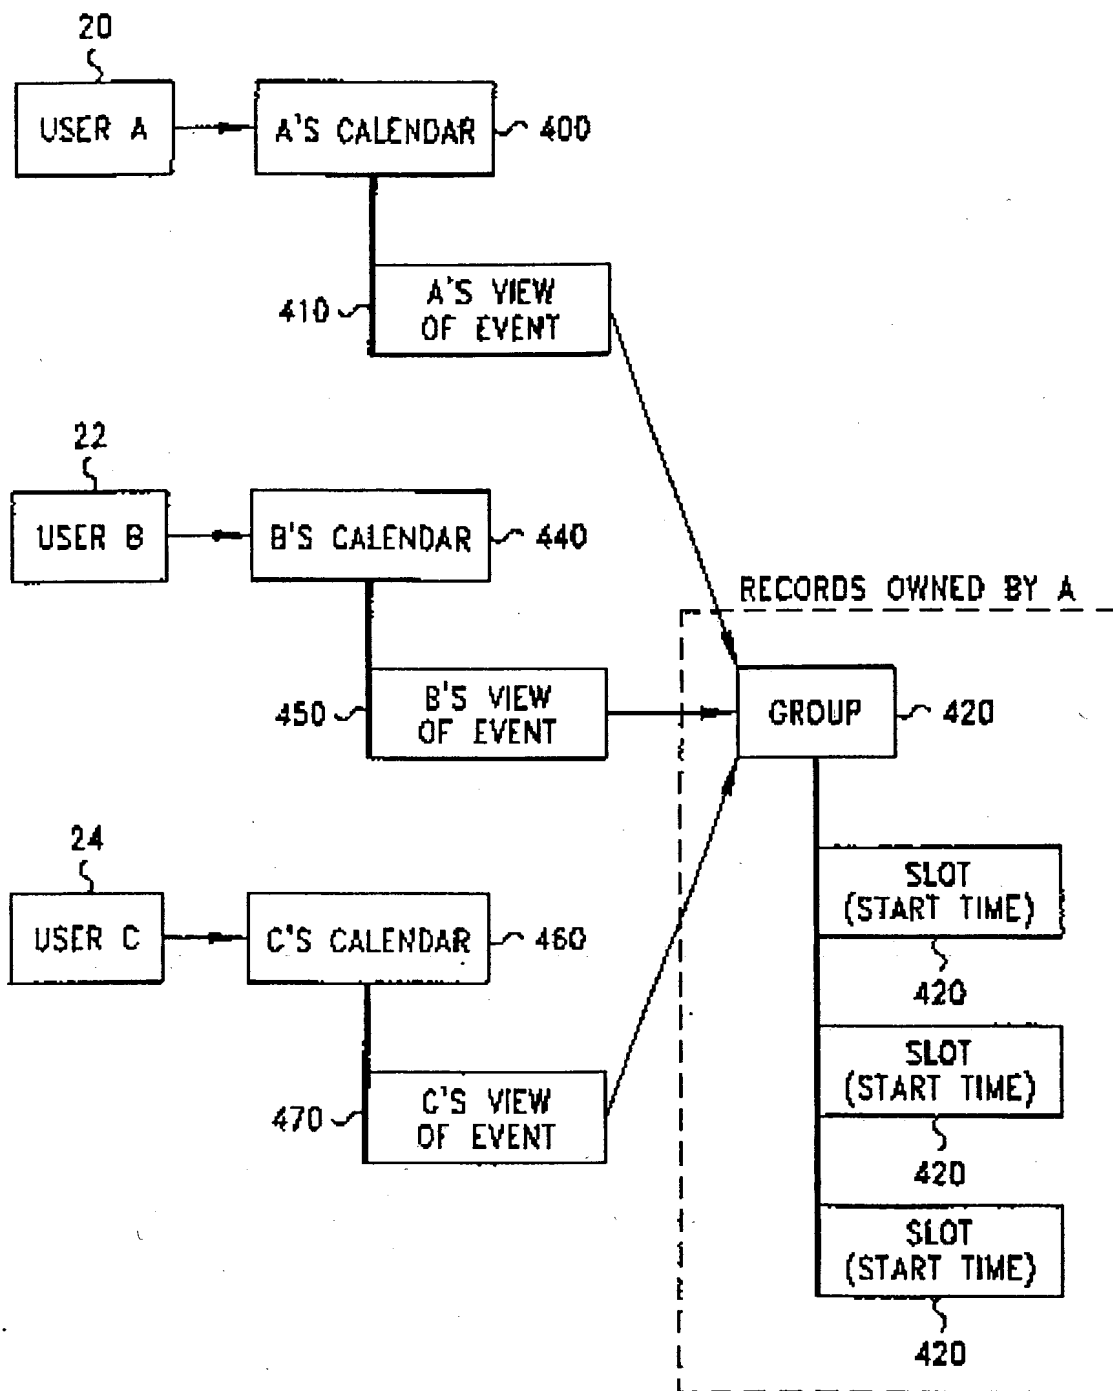 20
USER A
A'S CALENDAR
400
410
A'S VIEW
OF EVENT
22
USER B
B'S CALENDAR
440
RECORDS OWNED BY A
450
B'S VIEW
OF EVENT
GROUP
420
24
USER C
C'S CALENDAR
460
SLOT
(START TIME)
420
470
C'S VIEW
OF EVENT
SLOT
(START TIME)
420
SLOT
(START TIME)
420